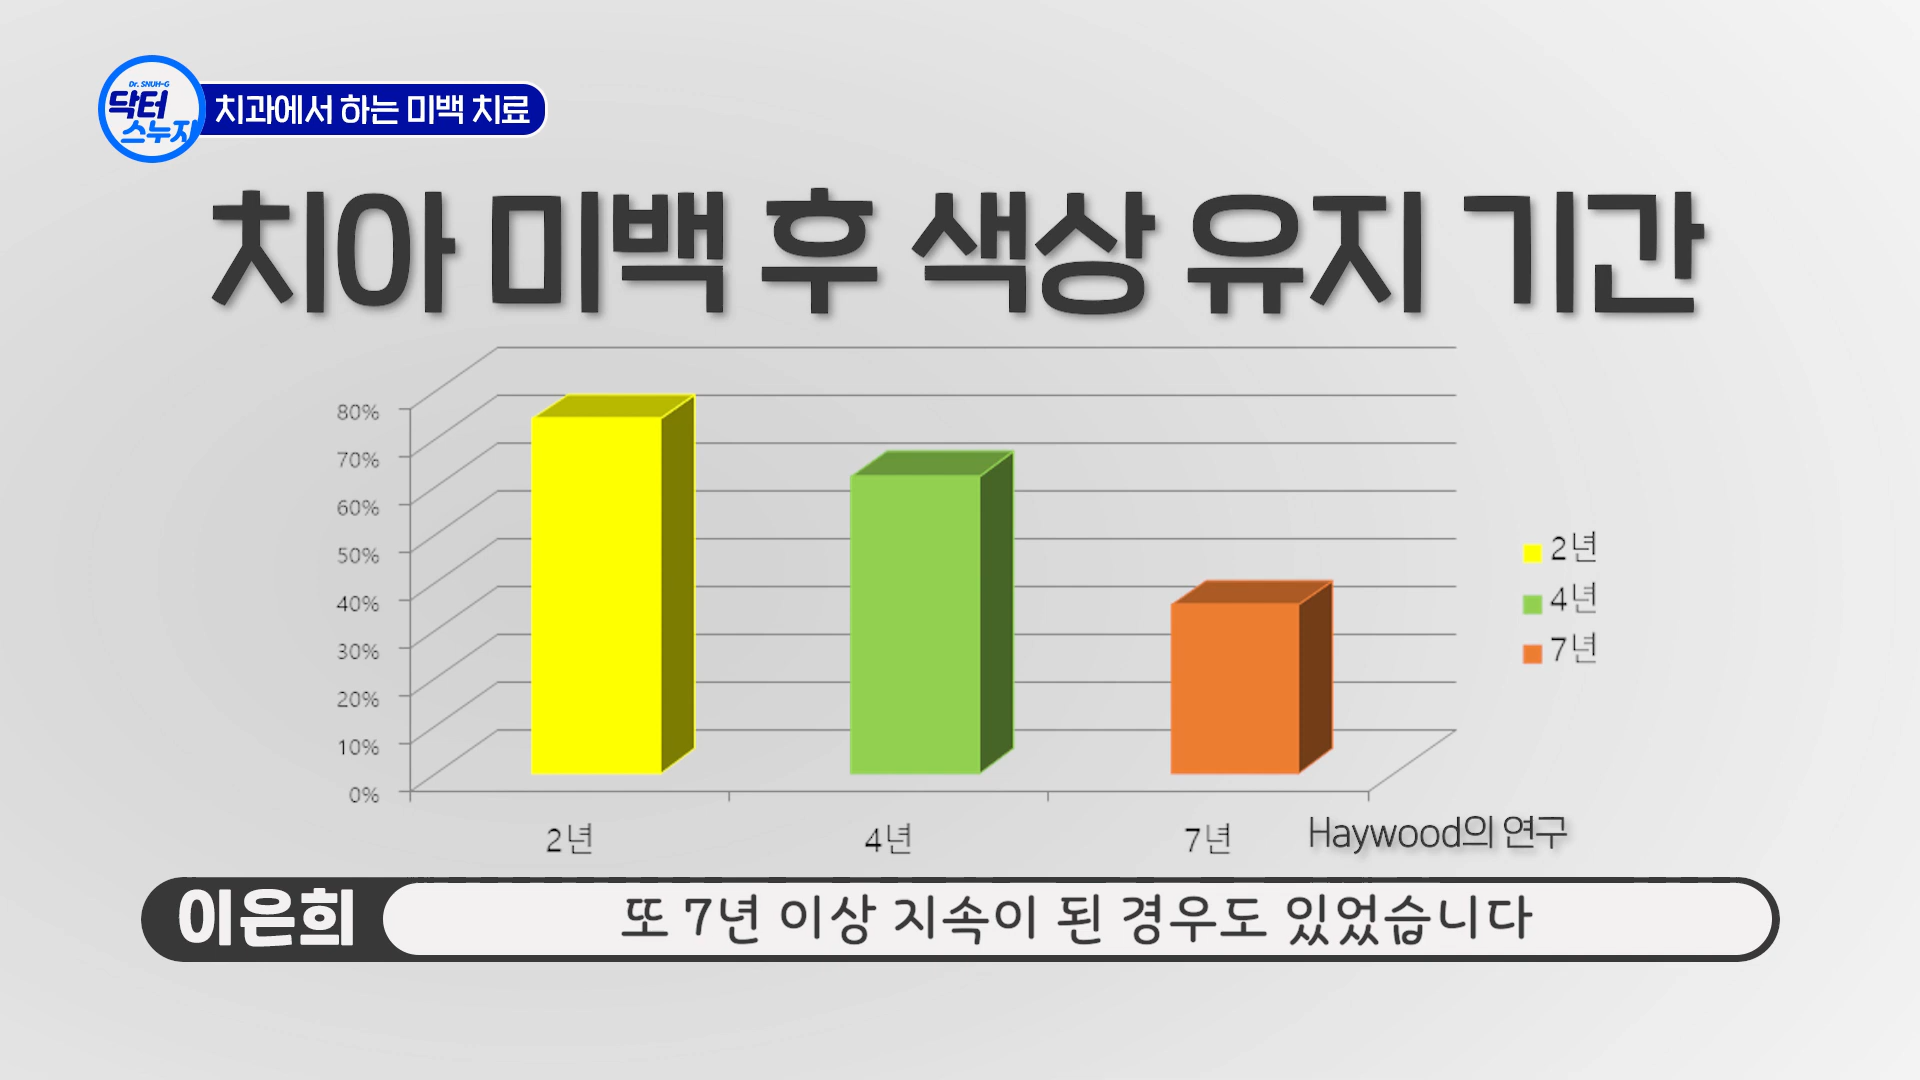 Dr. SNUH-G
닥터
스누지
치과에서 하는 미백 치료
치아 미백 후 색상 유지 기간
80%
70%
60%
50%
40%
30%
20%
10%
0%
2년
4년
7년
2년
4년
7년
Haywood의 연구
이은희
또 7년 이상 지속이 된 경우도 있었습니다